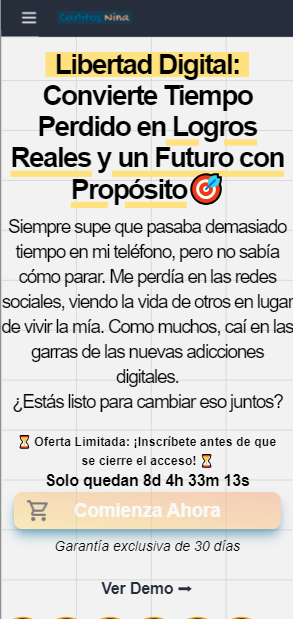 Carlitos Nina
Libertad Digital:
Convierte Tiempo
Perdido en Logros
Reales y un Futuro con
Propósito🎯
Siempre supe que pasaba demasiado
tiempo en mi teléfono, pero no sabía
cómo parar. Me perdía en las redes
sociales, viendo la vida de otros en lugar
de vivir la mía. Como muchos, caí en las
garras de las nuevas adicciones
digitales.
¿Estás listo para cambiar eso juntos?
⏳ Oferta Limitada: ¡Inscríbete antes de que
se cierre el acceso! ⏳
Solo quedan 8d 4h 33m 13s
Comienza Ahora
Garantía exclusiva de 30 días
Ver Demo ➞